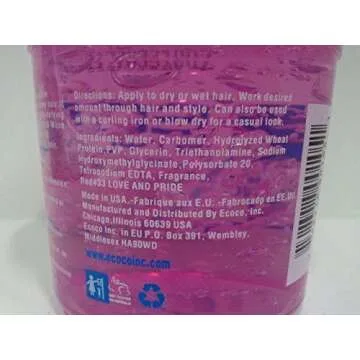 Directions: Apply to dry or wet hair. Work desired
amount through hair and style. Can also be used
with a curling iron or blow dry for a casual look.
Ingredients: Water, Carbomer, Hydrolyzed Wheat
Protein, PVP, Glycerin, Triethanolamine, Sodium
Hydroxymethylglycinate, Polysorbate 20,
Tetrasodium EDTA, Fragrance,
Red#33 LOVE AND PRIDE
Made in USA.-Fabrique aux E.U. -Fabrocado en EE.UU
Manufactured and Distributed By Ecoco, Inc.
Chicago, Illinois 60639 USA
Ecoco Inc. in EU P.O. Box 391, Wembley.
Middlesex HA90WD
www.ecocoinc.com